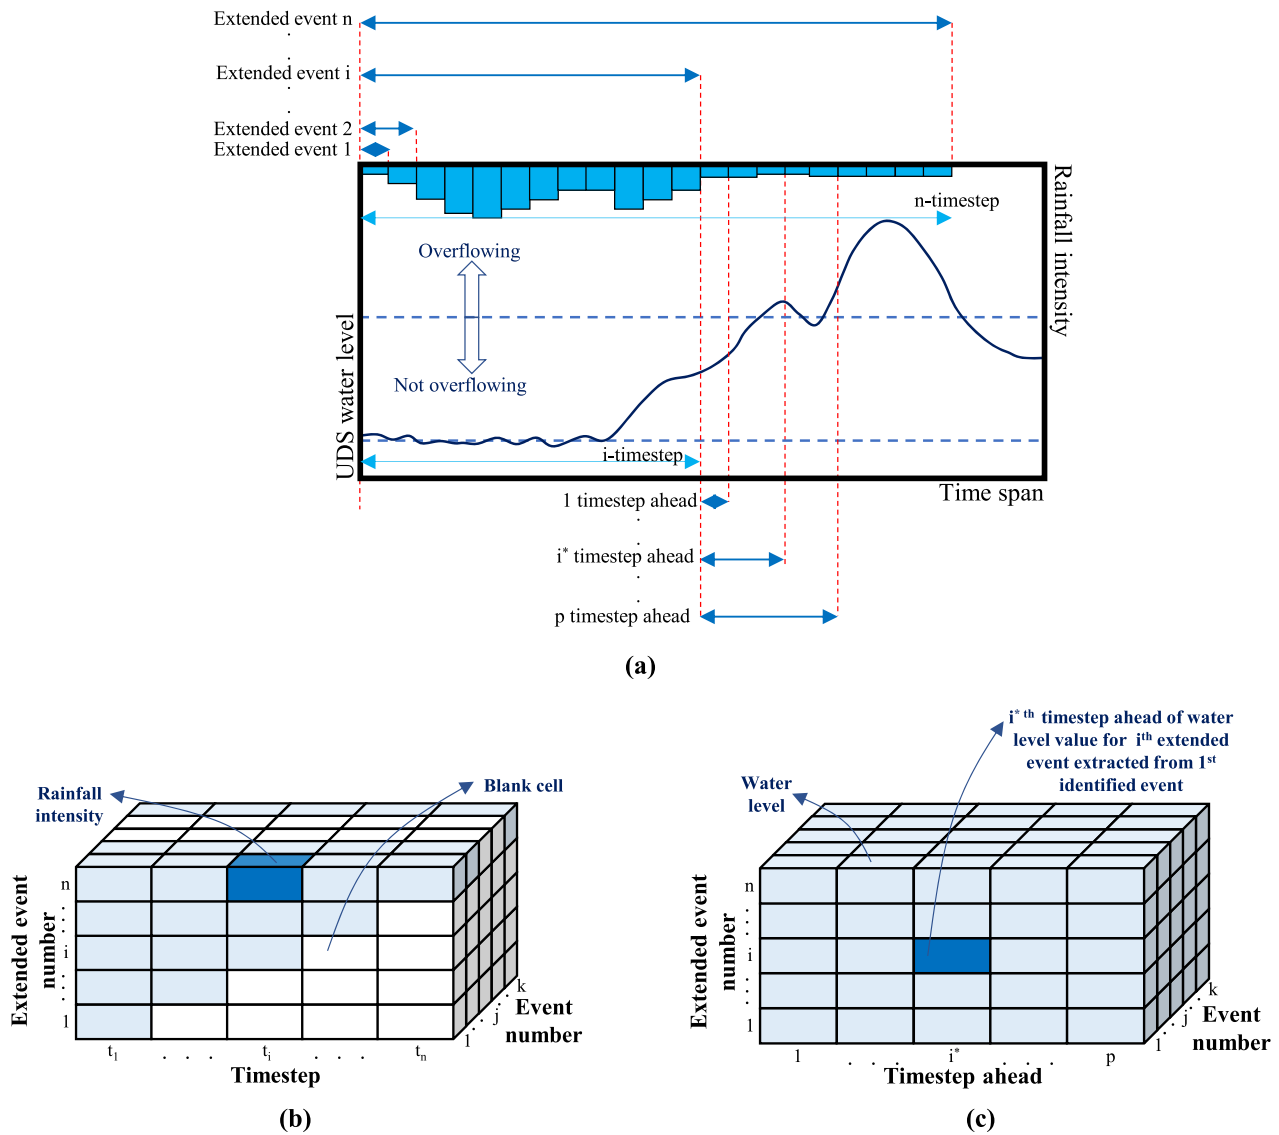 Extended event n
.
.
.
Extended event i
.
.
.
Extended event 2
Extended event 1
Rainfall intensity
n-timestep
Overflowing
Not overflowing
UDS water level
i-timestep
Time span
1 timestep ahead
.
.
.
i* timestep ahead
.
.
.
p timestep ahead
(a)
Rainfall
intensity
Blank cell
Extended event
number
n
.
.
.
i
.
.
.
1
t1 . . . ti . . . tn
Timestep
1 . . j . . k
Event
number
(b)
i* th timestep ahead of water
level value for ith extended
event extracted from 1st
identified event
Water
level
Extended event
number
n
.
.
.
i
.
.
.
1
1 . . . i* . . . p
Timestep ahead
1 . . j . . k
Event
number
(c)